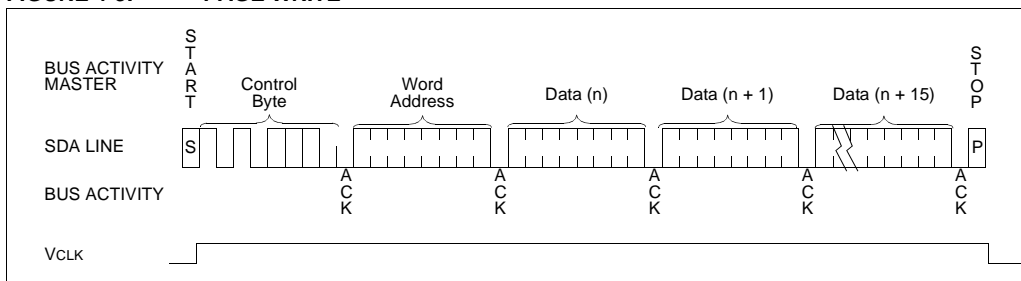 FIGURE PAGE WRITE
BUS ACTIVITY
MASTER
START
Control
Byte
Word
Address
Data (n)
Data (n + 1)
Data (n + 15)
STOP
SDA LINE
S
P
BUS ACTIVITY
ACK
ACK
ACK
ACK
ACK
VCLK